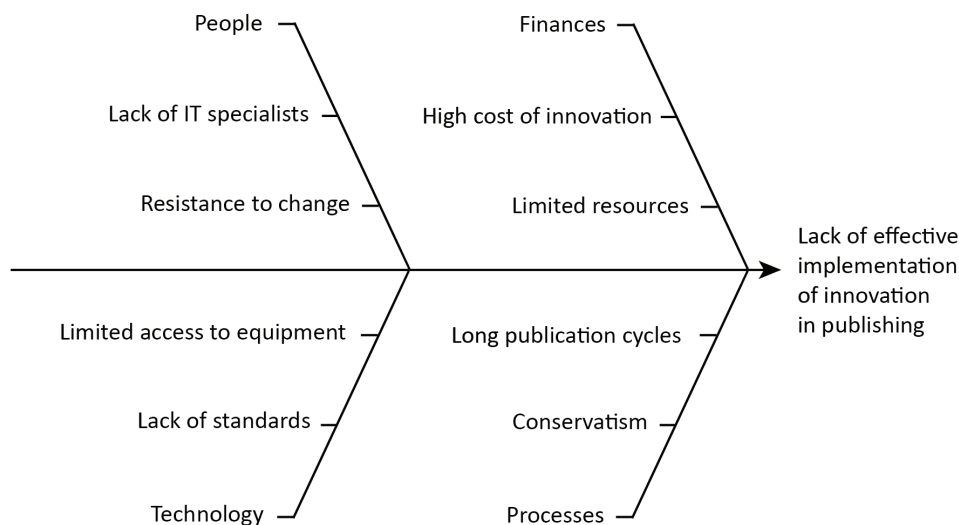 People
Finances
Lack of IT specialists
High cost of innovation
Resistance to change
Limited resources
Lack of effective
implementation
of innovation
in publishing
Limited access to equipment
Long publication cycles
Lack of standards
Conservatism
Technology
Processes